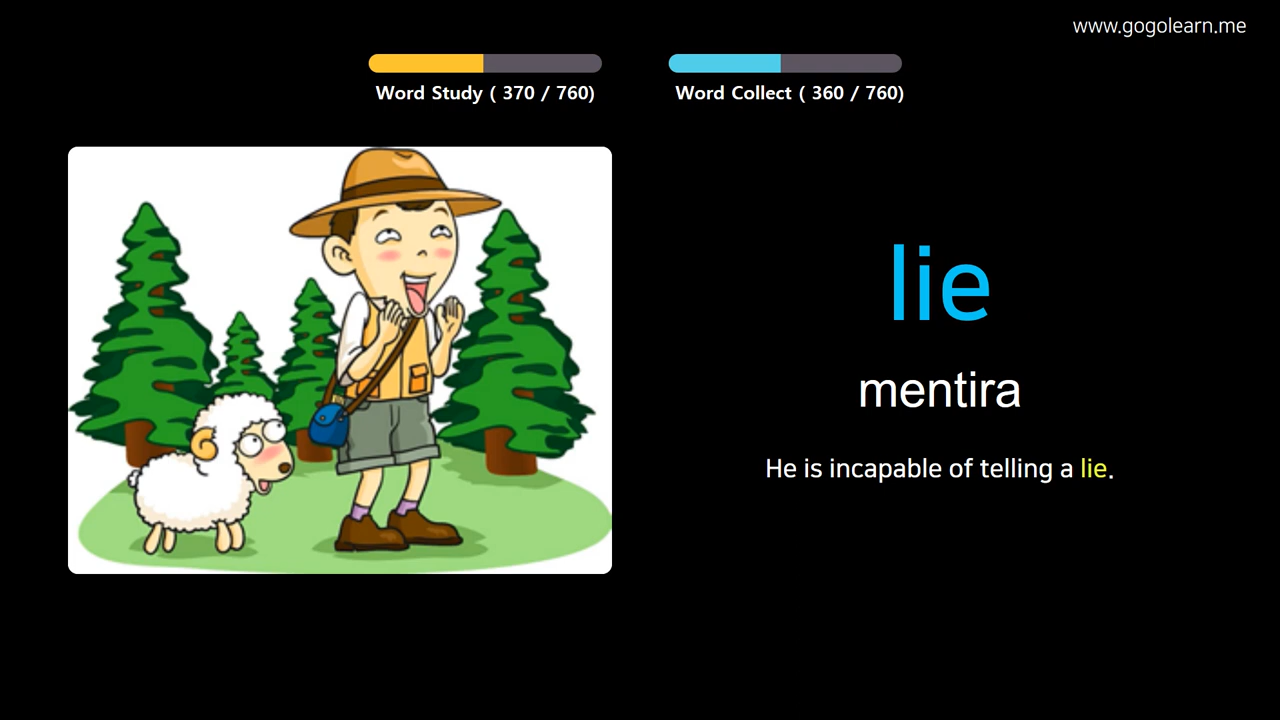 www.gogolearn.me
Word Study ( 370 / 760)
Word Collect ( 360 / 760)
lie
mentira
He is incapable of telling a lie.